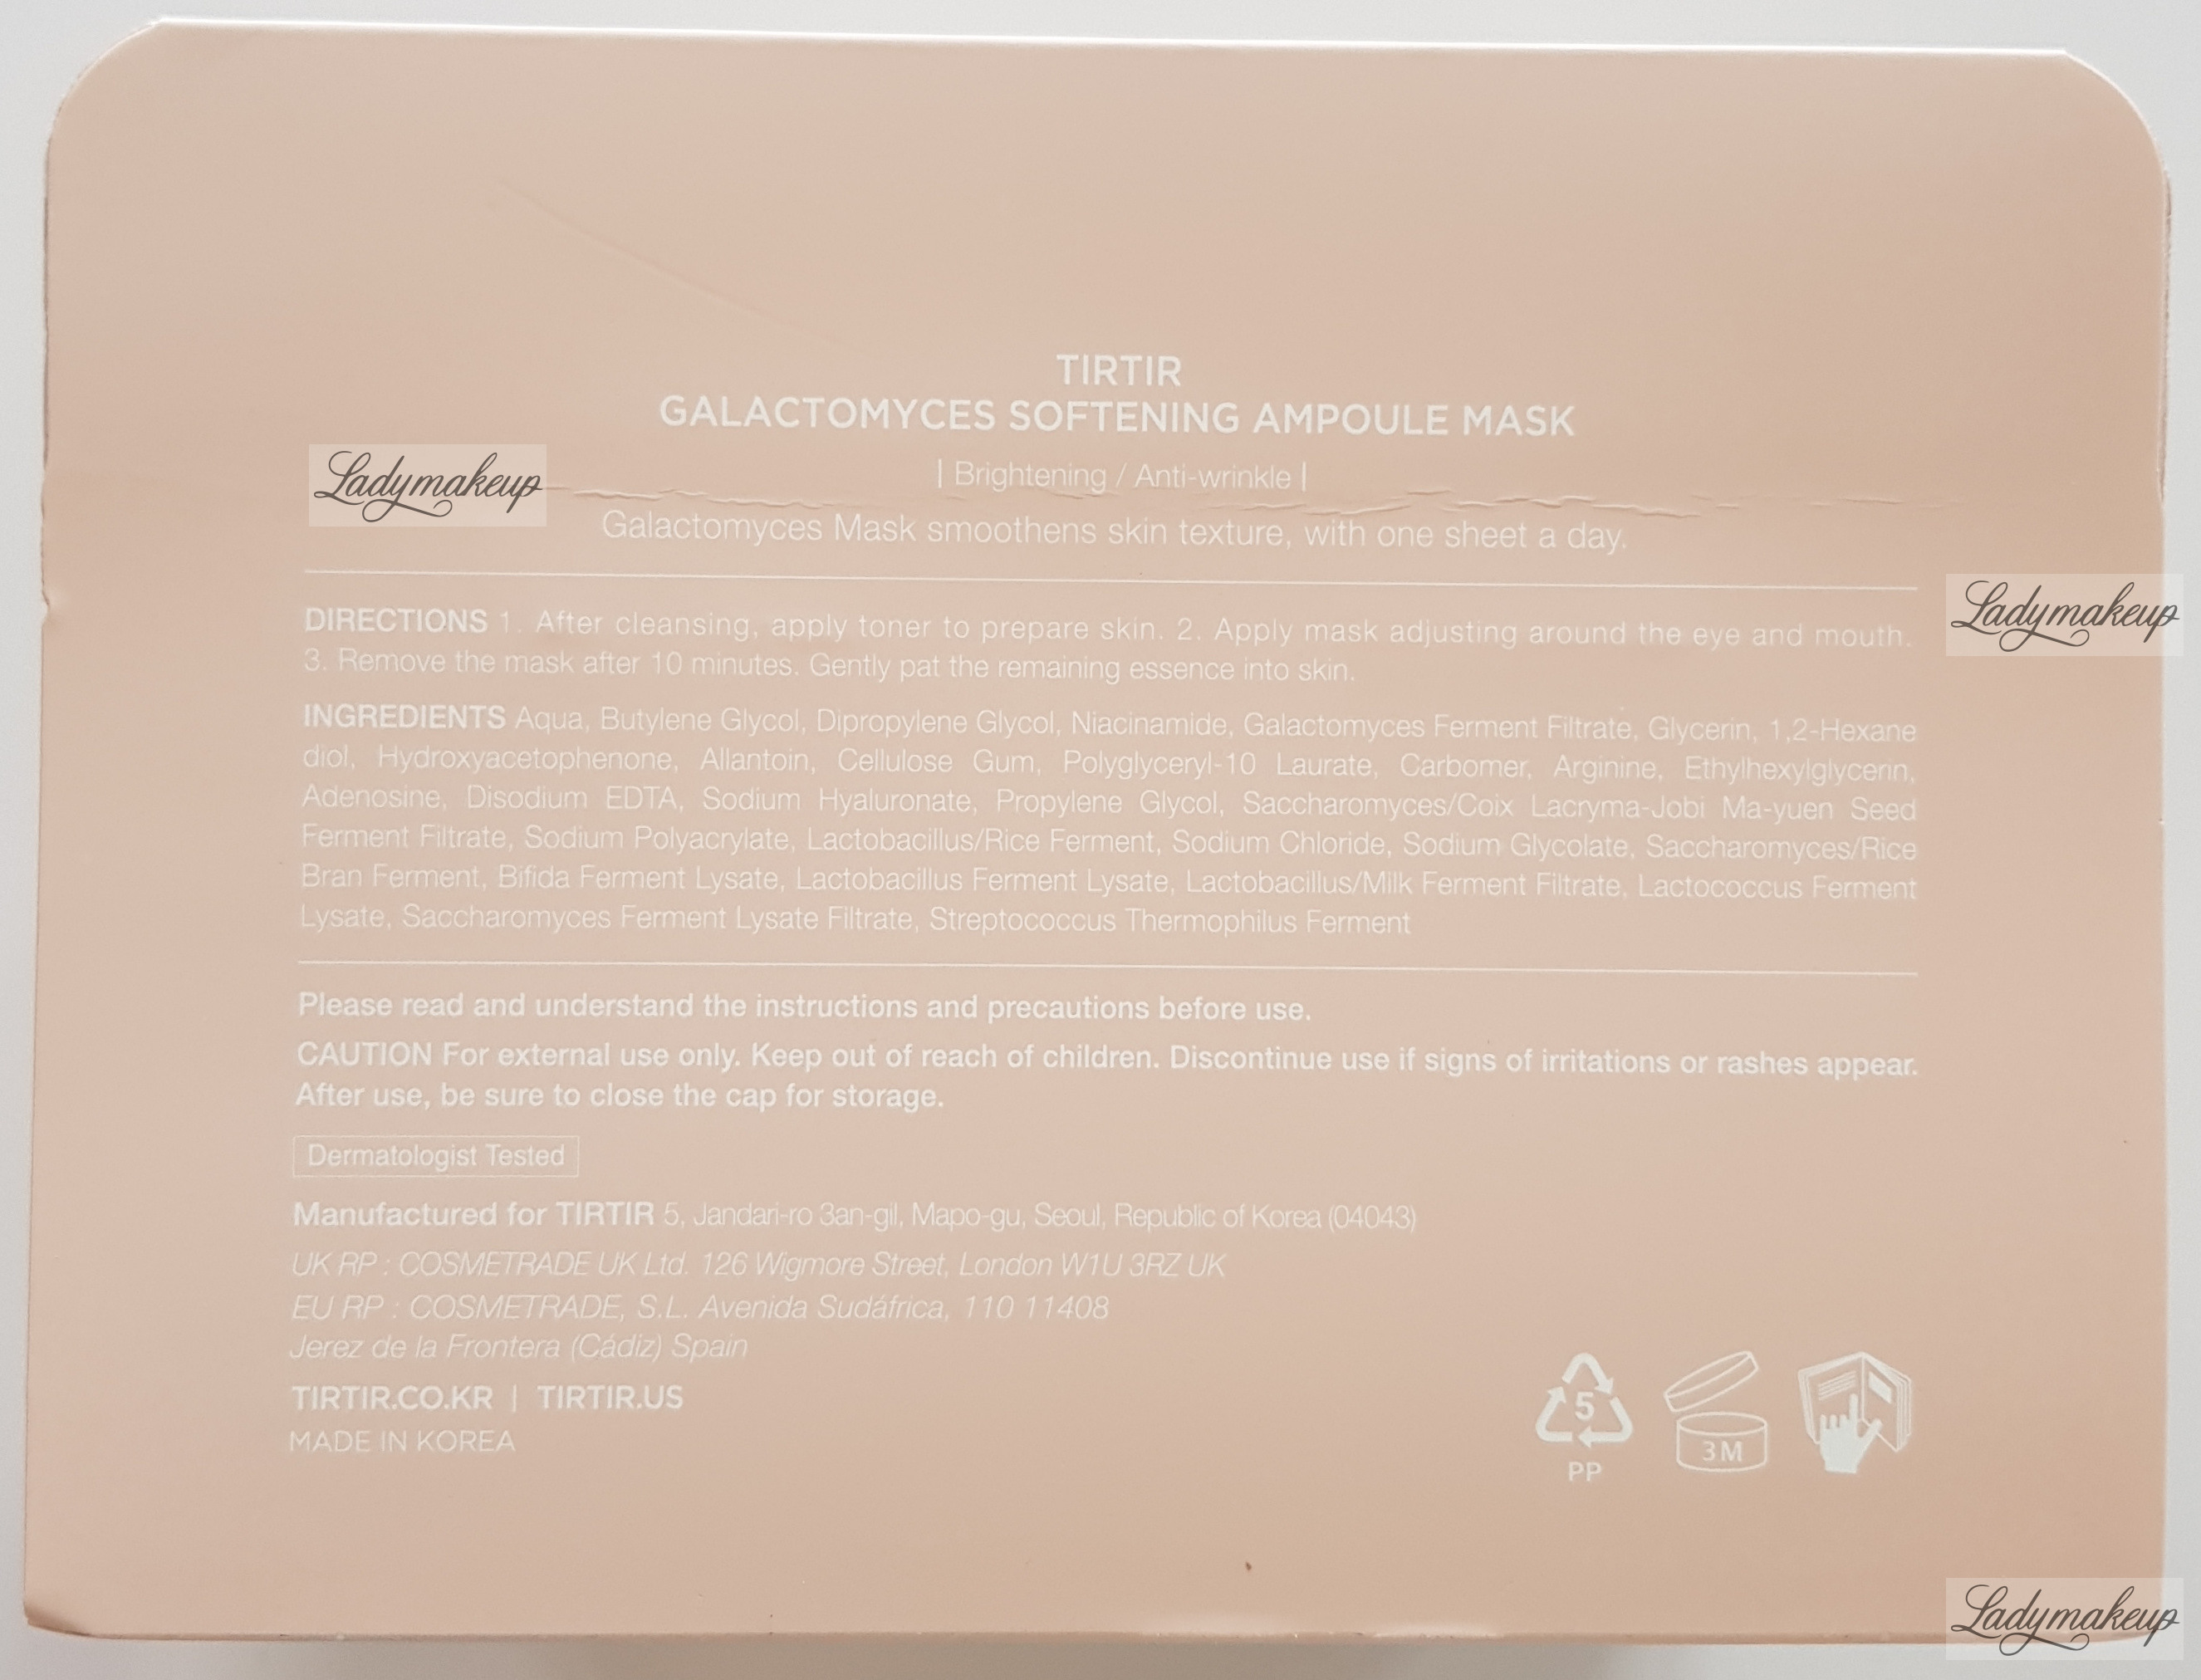 TIRTIR
GALACTOMYCES SOFTENING AMPOULE MASK
| Brightening / Anti-wrinkle |
Ladymakeup
Galactomyces Mask smoothens skin texture, with one sheet a day.
Ladymakeup
DIRECTIONS 1. After cleansing, apply toner to prepare skin. 2. Apply mask adjusting around the eye and mouth.
3. Remove the mask after 10 minutes. Gently pat the remaining essence into skin.
INGREDIENTS Aqua, Butylene Glycol, Dipropylene Glycol, Niacinamide, Galactomyces Ferment Filtrate, Glycerin, 1,2-Hexane
diol, Hydroxyacetophenone, Allantoin, Cellulose Gum, Polyglyceryl-10 Laurate, Carbomer, Arginine, Ethylhexylglycerin,
Adenosine, Disodium EDTA, Sodium Hyaluronate, Propylene Glycol, Saccharomyces/Coix Lacryma-Jobi Ma-yuen Seed
Ferment Filtrate, Sodium Polyacrylate, Lactobacillus/Rice Ferment, Sodium Chloride, Sodium Glycolate, Saccharomyces/Rice
Bran Ferment, Bifida Ferment Lysate, Lactobacillus Ferment Lysate, Lactobacillus/Milk Ferment Filtrate, Lactococcus Ferment
Lysate, Saccharomyces Ferment Lysate Filtrate, Streptococcus Thermophilus Ferment
Please read and understand the instructions and precautions before use.
CAUTION For external use only. Keep out of reach of children. Discontinue use if signs of irritations or rashes appear.
After use, be sure to close the cap for storage.
Dermatologist Tested
Manufactured for TIRTIR 5, Jandari-ro 3an-gil, Mapo-gu, Seoul, Republic of Korea (04043)
UK RP : COSMETRADE UK Ltd. 126 Wigmore Street, London W1U 3RZ UK
EU RP : COSMETRADE, S.L. Avenida Sudáfrica, 110 11408
Jerez de la Frontera (Cádiz) Spain
TIRTIR.CO.KR | TIRTIR.US
MADE IN KOREA
5
PP
3M
Ladymakeup